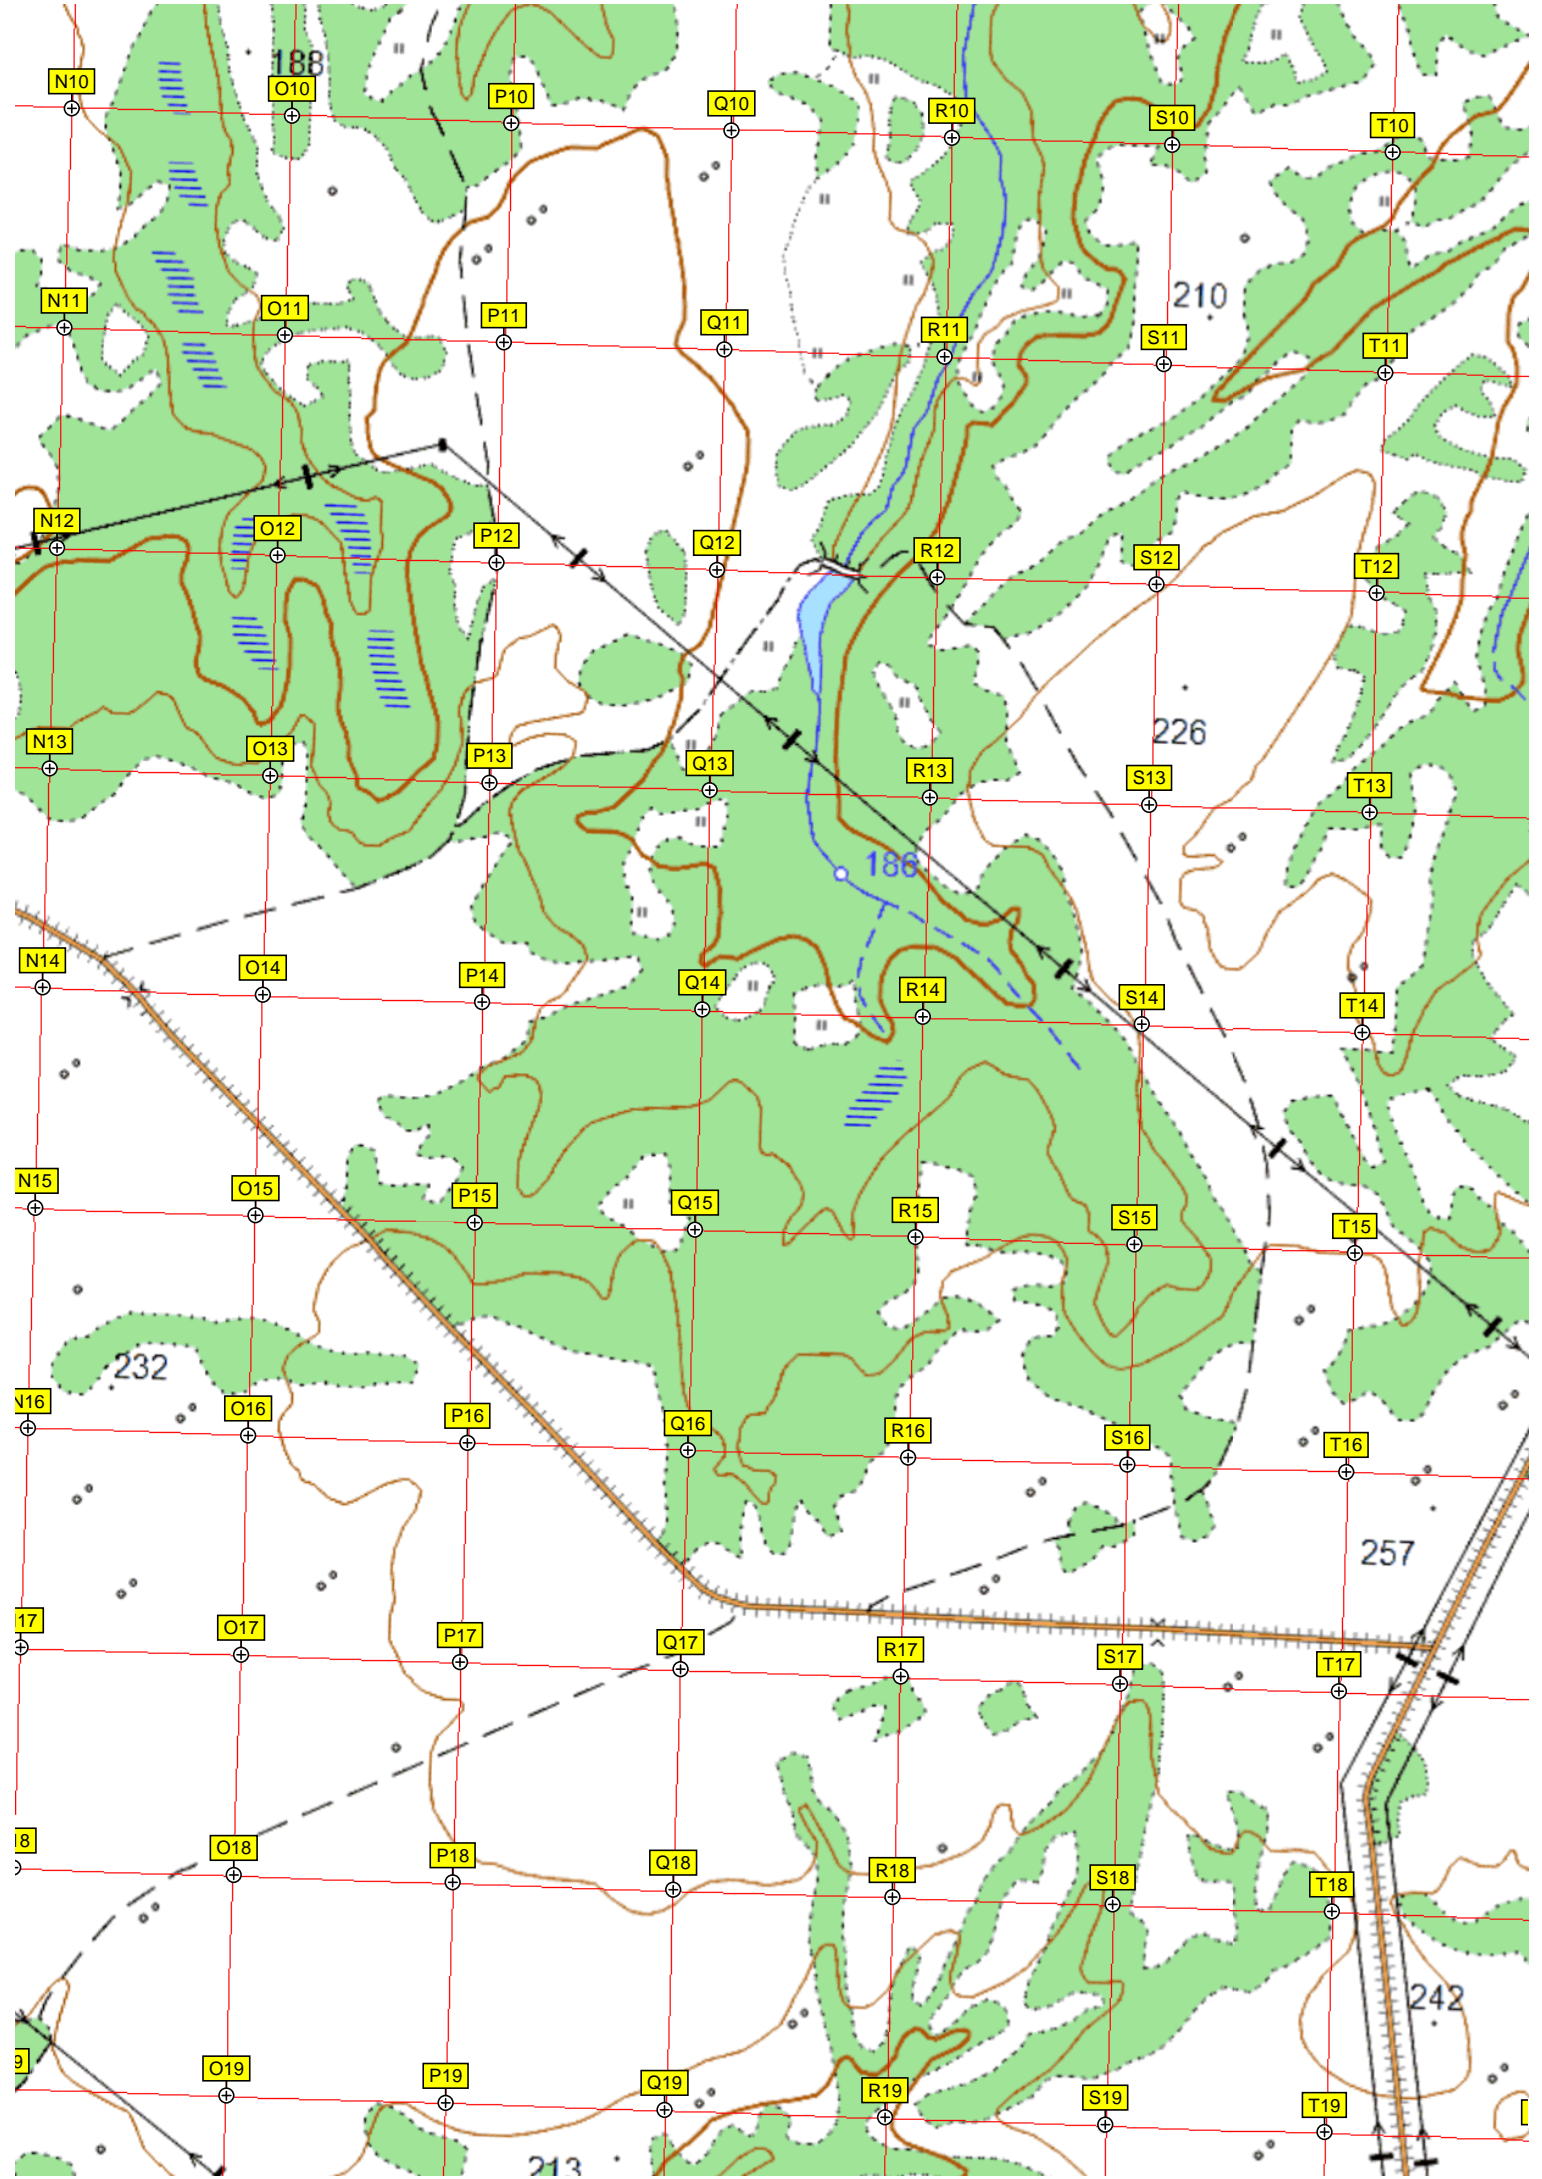 188
N10 O10 P10 Q10 R10 S10 T10
210
N11 O11 P11 Q11 R11 S11 T11
N12 O12 P12 Q12 R12 S12 T12
226
N13 O13 P13 Q13 R13 S13 T13
186
N14 O14 P14 Q14 R14 S14 T14
N15 O15 P15 Q15 R15 S15 T15
232
N16 O16 P16 Q16 R16 S16 T16
257
17 O17 P17 Q17 R17 S17 T17
18 O18 P18 Q18 R18 S18 T18
242
9 O19 P19 Q19 R19 S19 T19
213